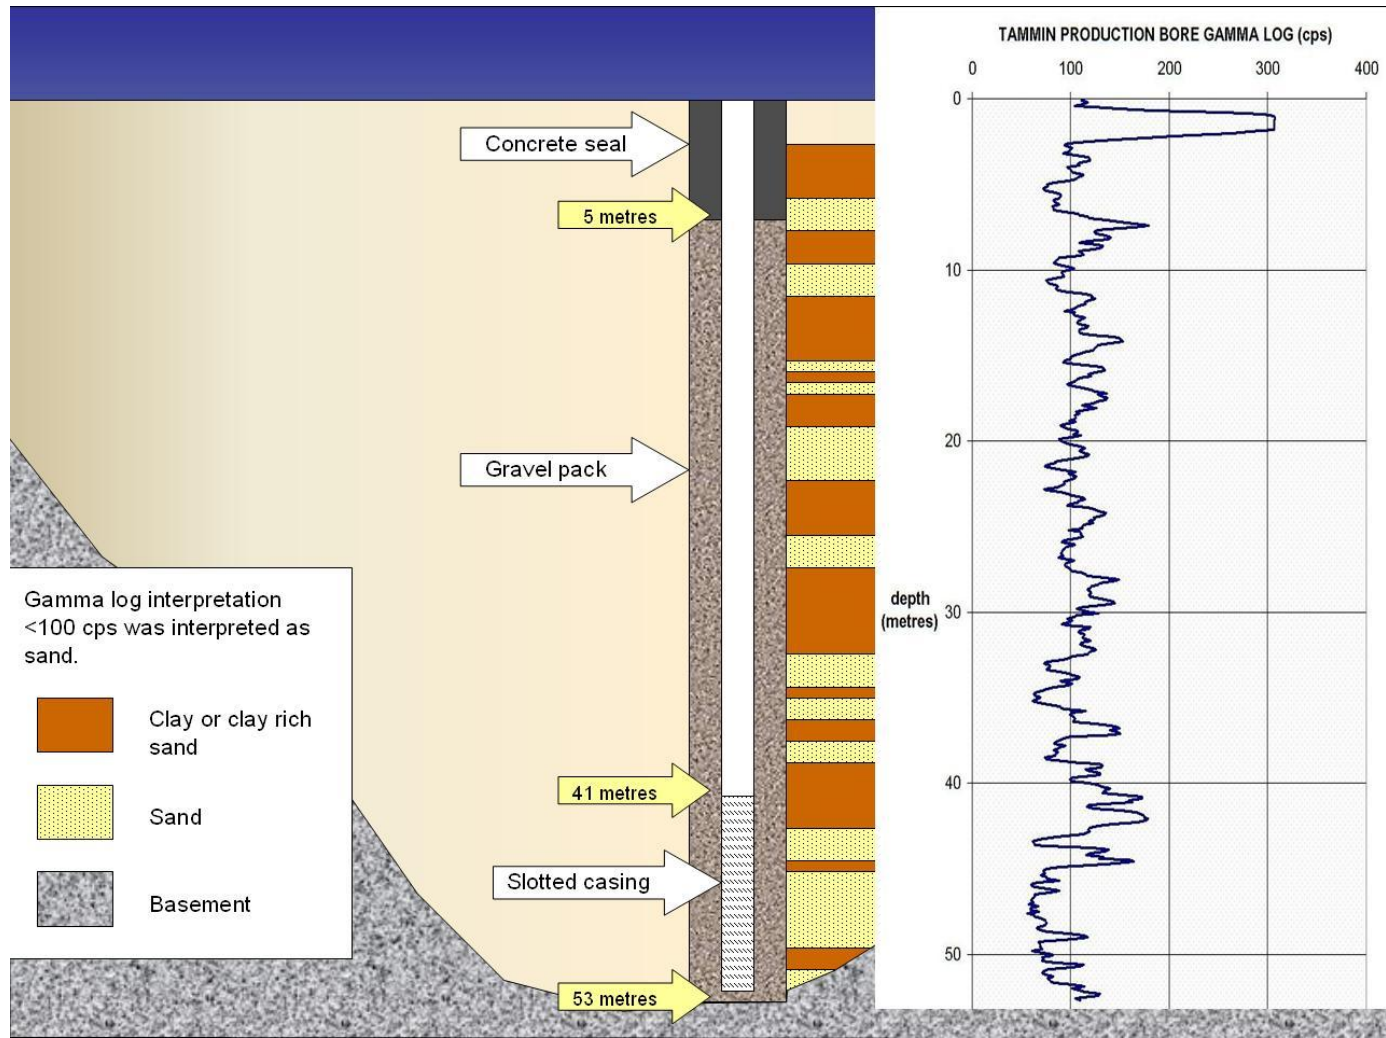 TAMMIN PRODUCTION BORE GAMMA LOG (cps)
0 100 200 300 400
0
10
20
30
40
50
depth
(metres)
Concrete seal
5 metres
Gravel pack
41 metres
Slotted casing
53 metres
Gamma log interpretation
<100 cps was interpreted as
sand.
Clay or clay rich
sand
Sand
Basement